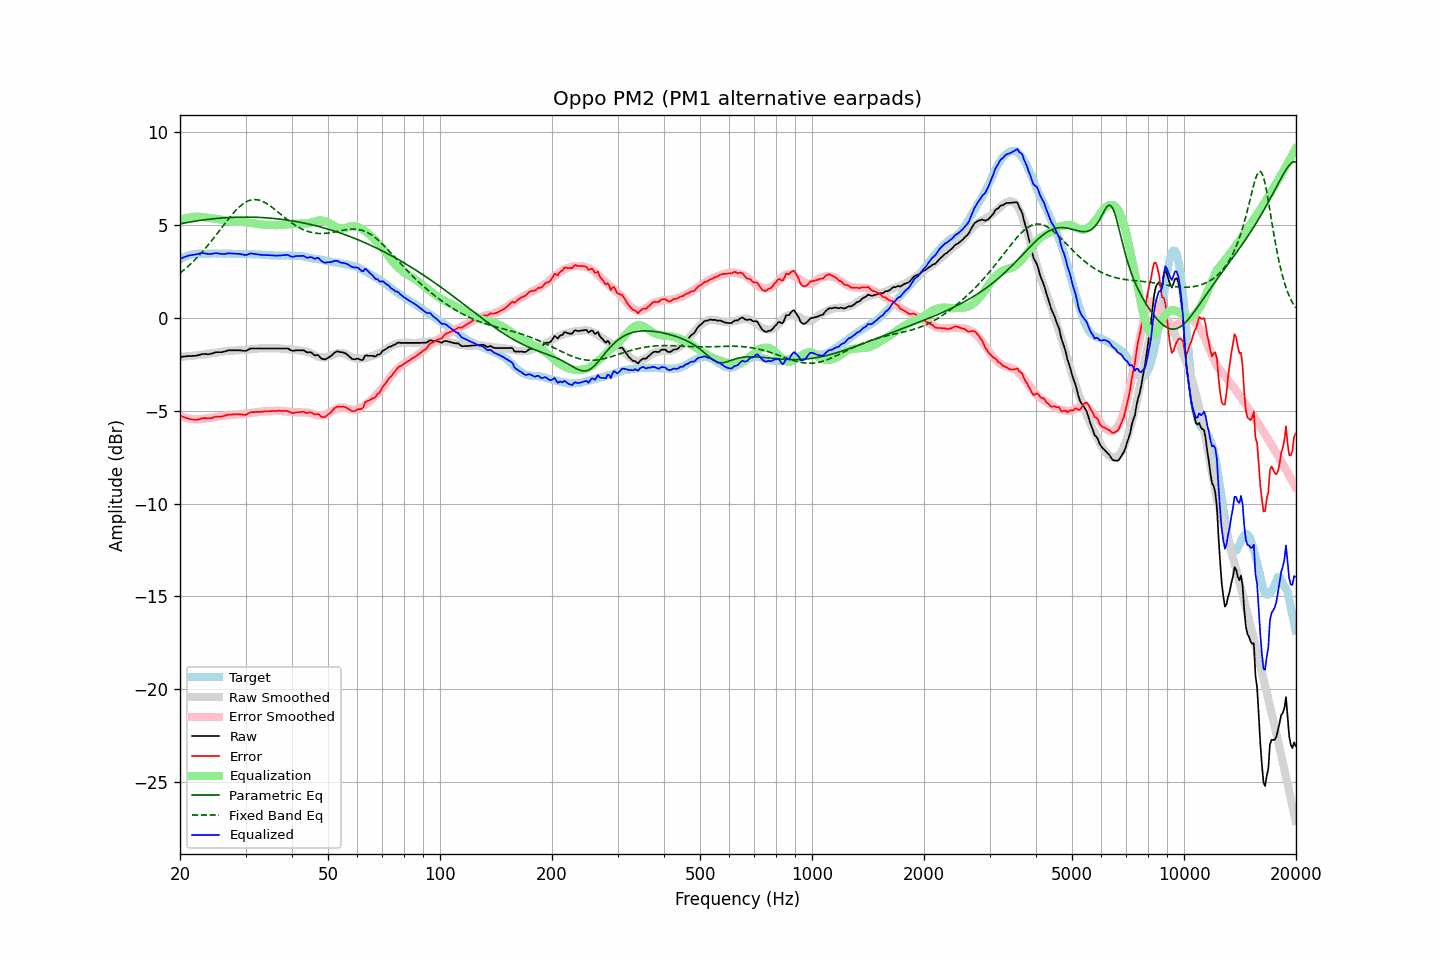 Oppo PM2 (PM1 alternative earpads)
Amplitude (dBr)
10
5
0
−5
−10
−15
−20
−25
Target
Raw Smoothed
Error Smoothed
Raw
Error
Equalization
Parametric Eq
Fixed Band Eq
Equalized
20 50 100 200 500 1000 2000 5000 10000 20000
Frequency (Hz)